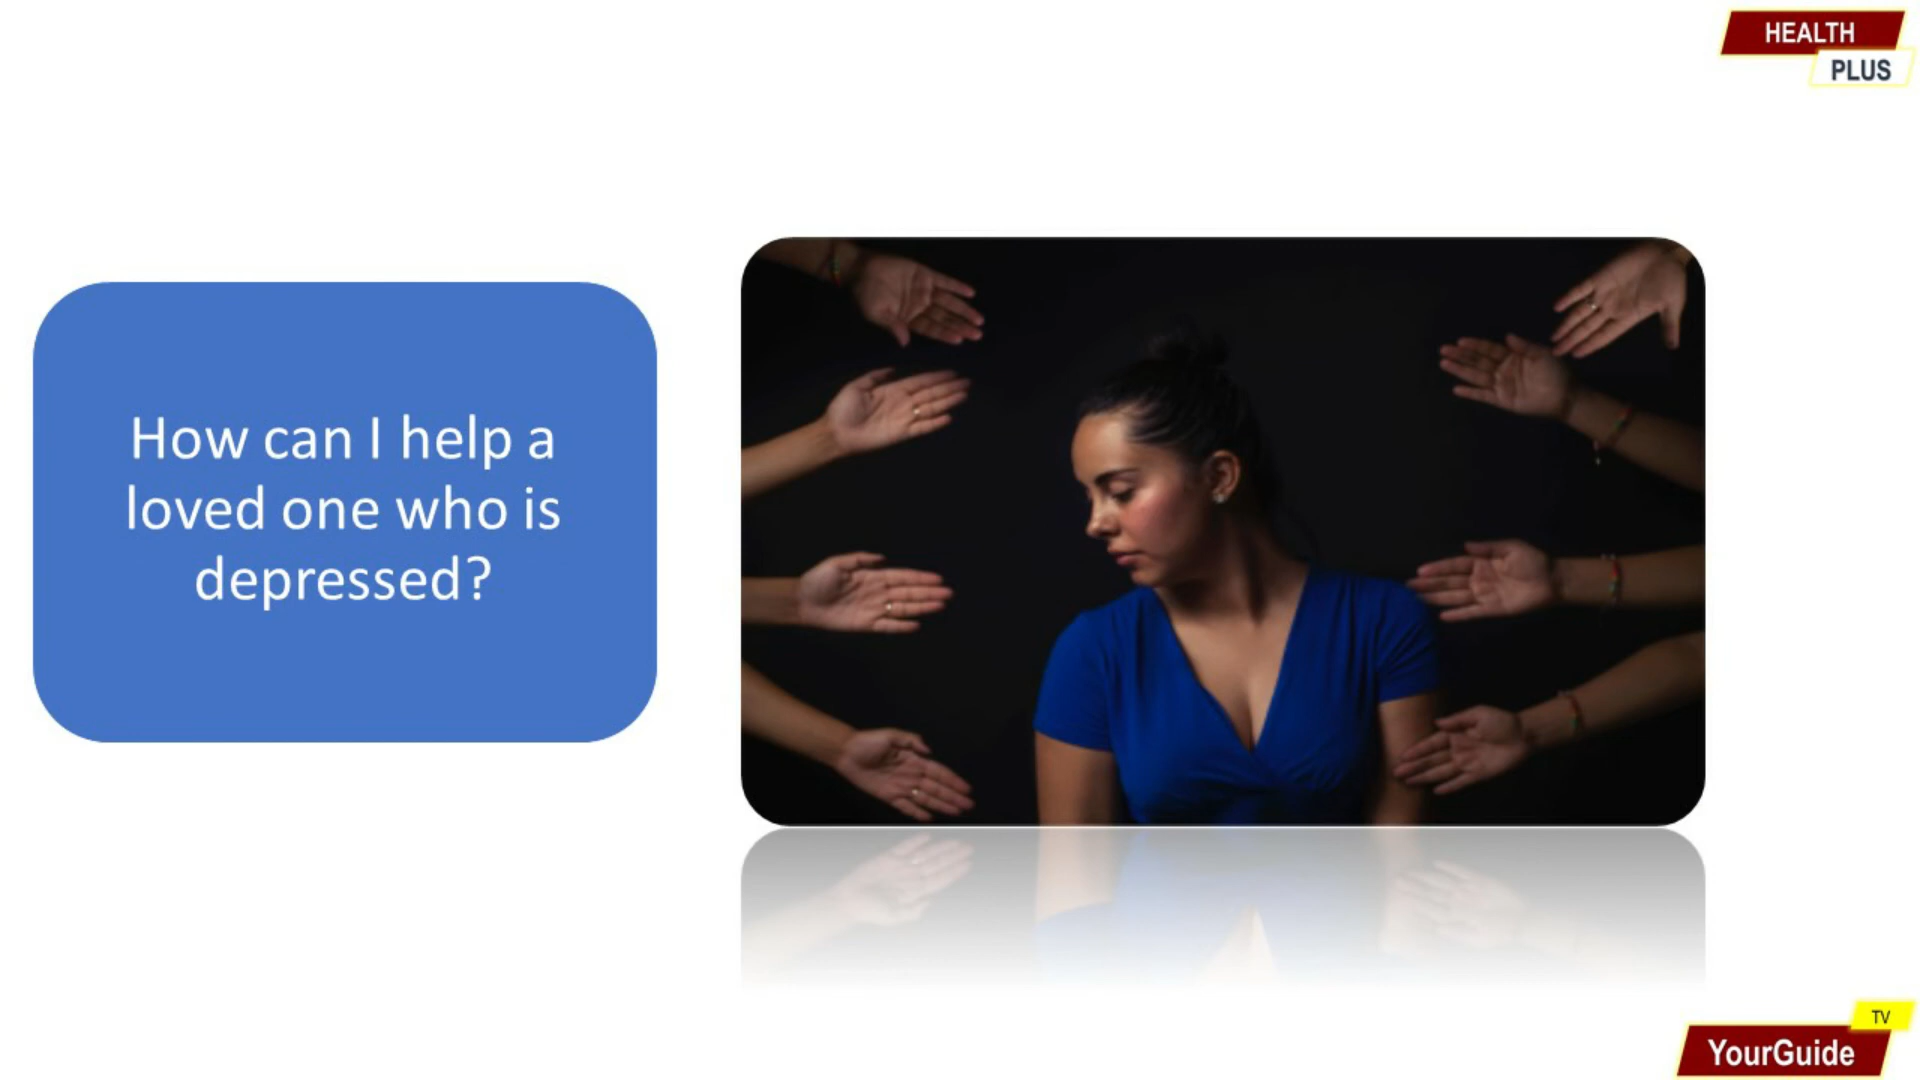 HEALTH
PLUS
How can I help a
loved one who is
depressed?
TV
YourGuide